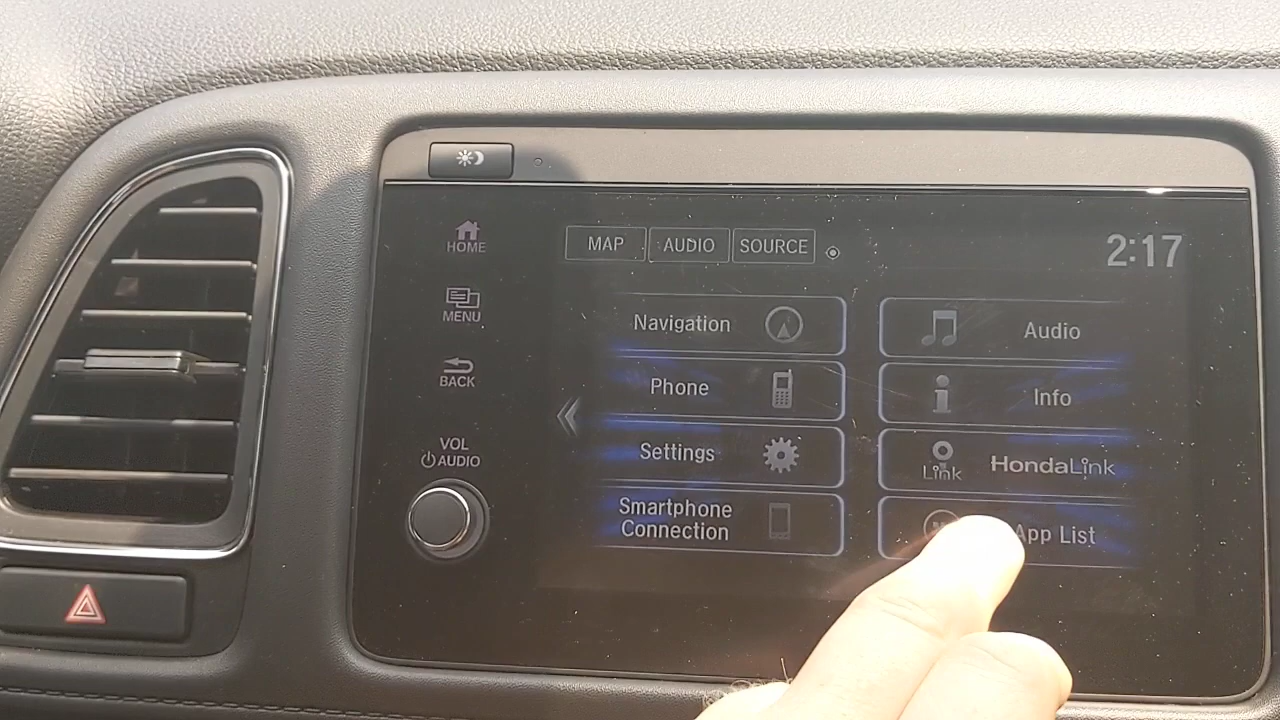 HOME
MENU
BACK
VOL
AUDIO
MAP
AUDIO
SOURCE
2:17
Navigation
Audio
Phone
Info
Settings
Link
HondaLink
Smartphone
Connection
App List